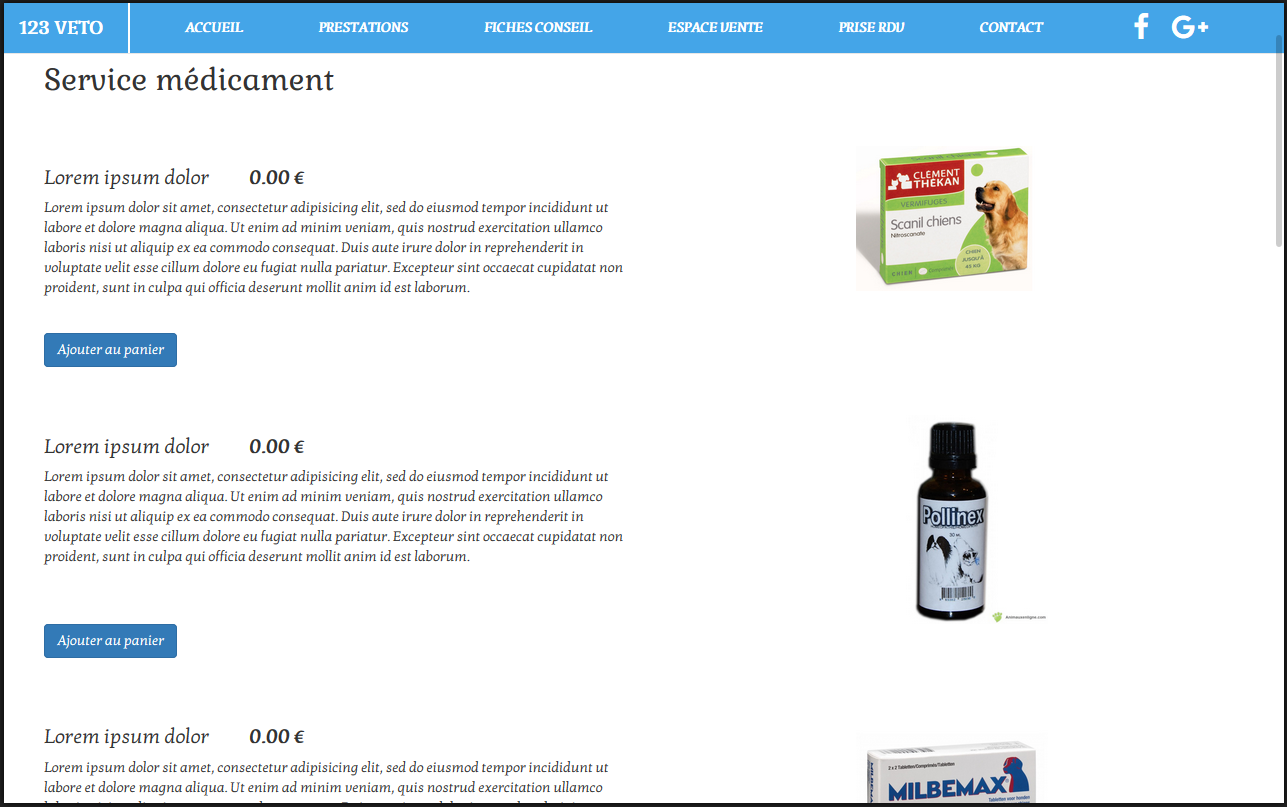 123 VETO
ACCUEIL
PRESTATIONS
FICHES CONSEIL
ESPACE VENTE
PRISE RDV
CONTACT
f
G+
Service médicament
Lorem ipsum dolor 0.00 €
Lorem ipsum dolor sit amet, consectetur adipisicing elit, sed do eiusmod tempor incididunt ut
labore et dolore magna aliqua. Ut enim ad minim veniam, quis nostrud exercitation ullamco
laboris nisi ut aliquip ex ea commodo consequat. Duis aute irure dolor in reprehenderit in
voluptate velit esse cillum dolore eu fugiat nulla pariatur. Excepteur sint occaecat cupidatat non
proident, sunt in culpa qui officia deserunt mollit anim id est laborum.
Ajouter au panier
CLEMENT
THEKAN
VERMIFUGES
Scanil chiens
Nitroscanate
CHIEN
CHIEN
JUSQU'À
Lorem ipsum dolor 0.00 €
Lorem ipsum dolor sit amet, consectetur adipisicing elit, sed do eiusmod tempor incididunt ut
labore et dolore magna aliqua. Ut enim ad minim veniam, quis nostrud exercitation ullamco
laboris nisi ut aliquip ex ea commodo consequat. Duis aute irure dolor in reprehenderit in
voluptate velit esse cillum dolore eu fugiat nulla pariatur. Excepteur sint occaecat cupidatat non
proident, sunt in culpa qui officia deserunt mollit anim id est laborum.
Ajouter au panier
Pollinex
Lorem ipsum dolor 0.00 €
Lorem ipsum dolor sit amet, consectetur adipisicing elit, sed do eiusmod tempor incididunt ut
labore et dolore magna aliqua. Ut enim ad minim veniam, quis nostrud exercitation ullamco
2 x 2 Tabletten/Comprimés/Tabletten
MILBEMAX